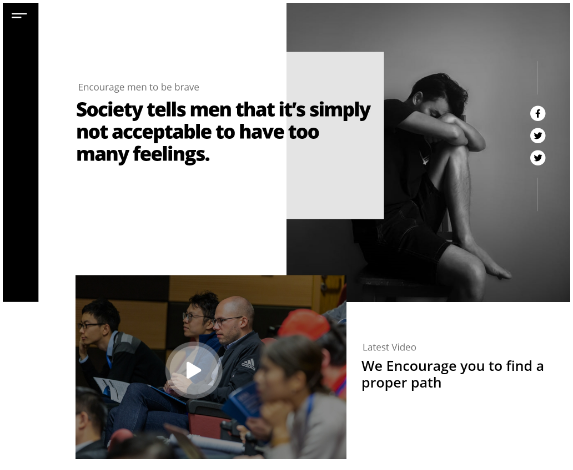 Encourage men to be brave
Society tells men that it's simply
not acceptable to have too
many feelings.
Latest Video
We Encourage you to find a
proper path